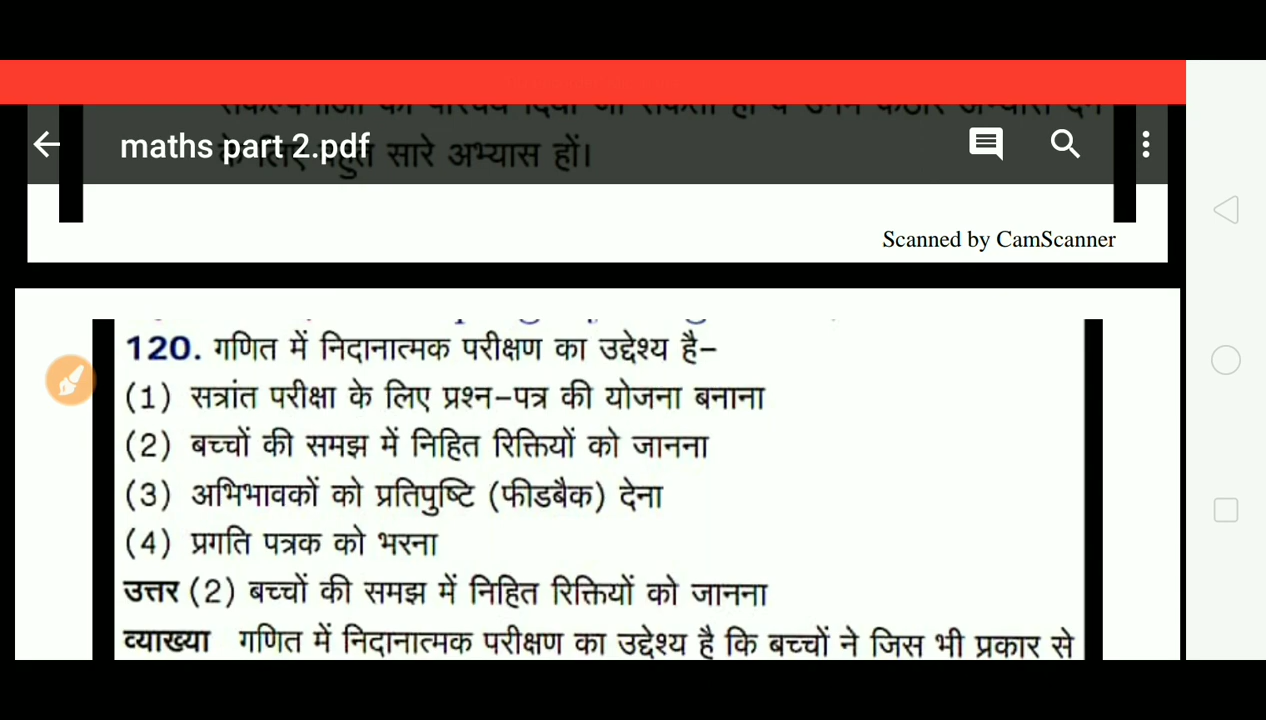 maths part 2.pdf
के लिए बहुत सारे अभ्यास हों।
Scanned by CamScanner
120. गणित में निदानात्मक परीक्षण का उद्देश्य है–
(1) सत्रांत परीक्षा के लिए प्रश्न–पत्र की योजना बनाना
(2) बच्चों की समझ में निहित रिक्तियों को जानना
(3) अभिभावकों को प्रतिपुष्टि (फीडबैक) देना
(4) प्रगति पत्रक को भरना
उत्तर (2) बच्चों की समझ में निहित रिक्तियों को जानना
व्याख्या गणित में निदानात्मक परीक्षण का उद्देश्य है कि बच्चों ने जिस भी प्रकार से